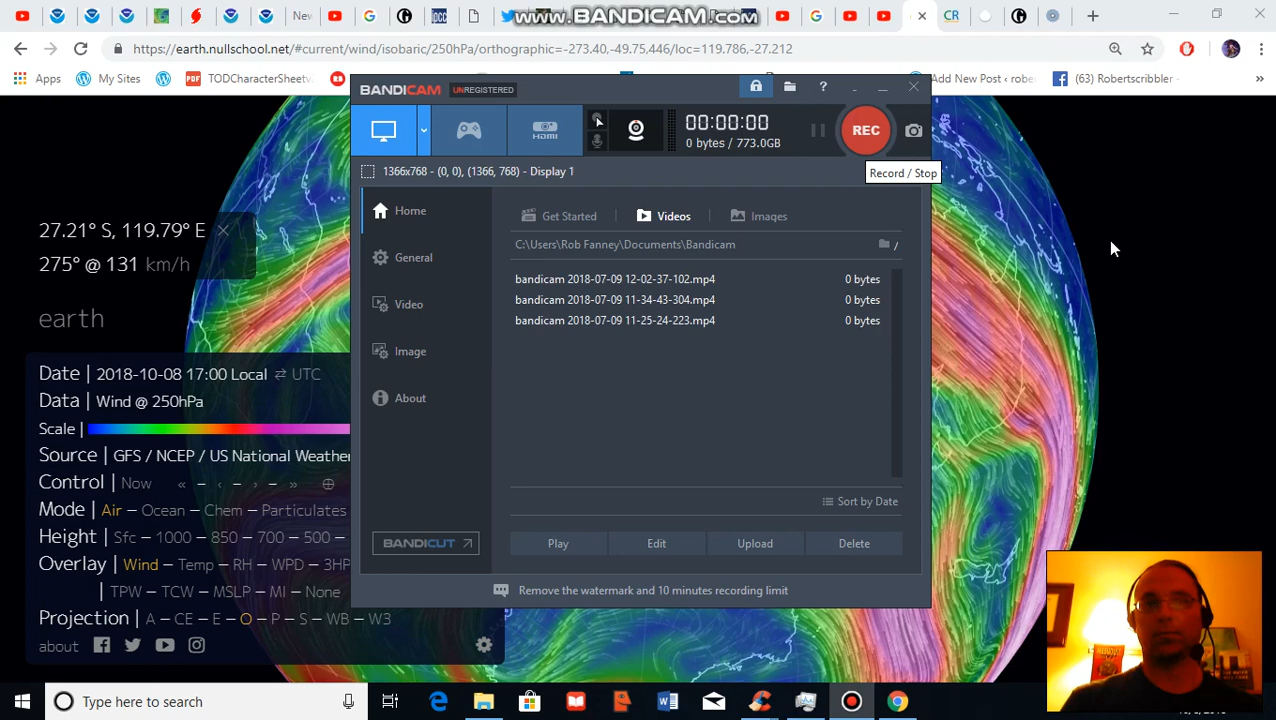 New
CR
www.BANDICAM.com
https://earth.nullschool.net/#current/wind/isobaric/250hPa/orthographic=-273.40,-49.75,446/loc=119.786,-27.212
Apps
My Sites
PDF
TODCharacterSheetv
Add New Post ‹ robe
(63) Robertscribbler -
BANDICAM
UNREGISTERED
?
HDMI
00:00:00
0 bytes / 773.0GB
REC
Record / Stop
1366x768 - (0, 0), (1366, 768) - Display 1
Home
General
Video
Image
About
BANDICUT
Get Started
Videos
Images
C:\Users\Rob Fanney\Documents\Bandicam
/
bandicam 2018-07-09 12-02-37-102.mp4 0 bytes
bandicam 2018-07-09 11-34-43-304.mp4 0 bytes
bandicam 2018-07-09 11-25-24-223.mp4 0 bytes
Sort by Date
Play
Edit
Upload
Delete
Remove the watermark and 10 minutes recording limit
27.21° S, 119.79° E
275° @ 131 km/h
earth
Date | 2018-10-08 17:00 Local ⇄ UTC
Data | Wind @ 250hPa
Scale |
Source | GFS / NCEP / US National Weather
Control | Now « – ‹ – › – »
Mode | Air – Ocean – Chem – Particulates
Height | Sfc – 1000 – 850 – 700 – 500 –
Overlay | Wind – Temp – RH – WPD – 3HP
| TPW – TCW – MSLP – MI – None
Projection | A – CE – E – O – P – S – WB – W3
about
Type here to search